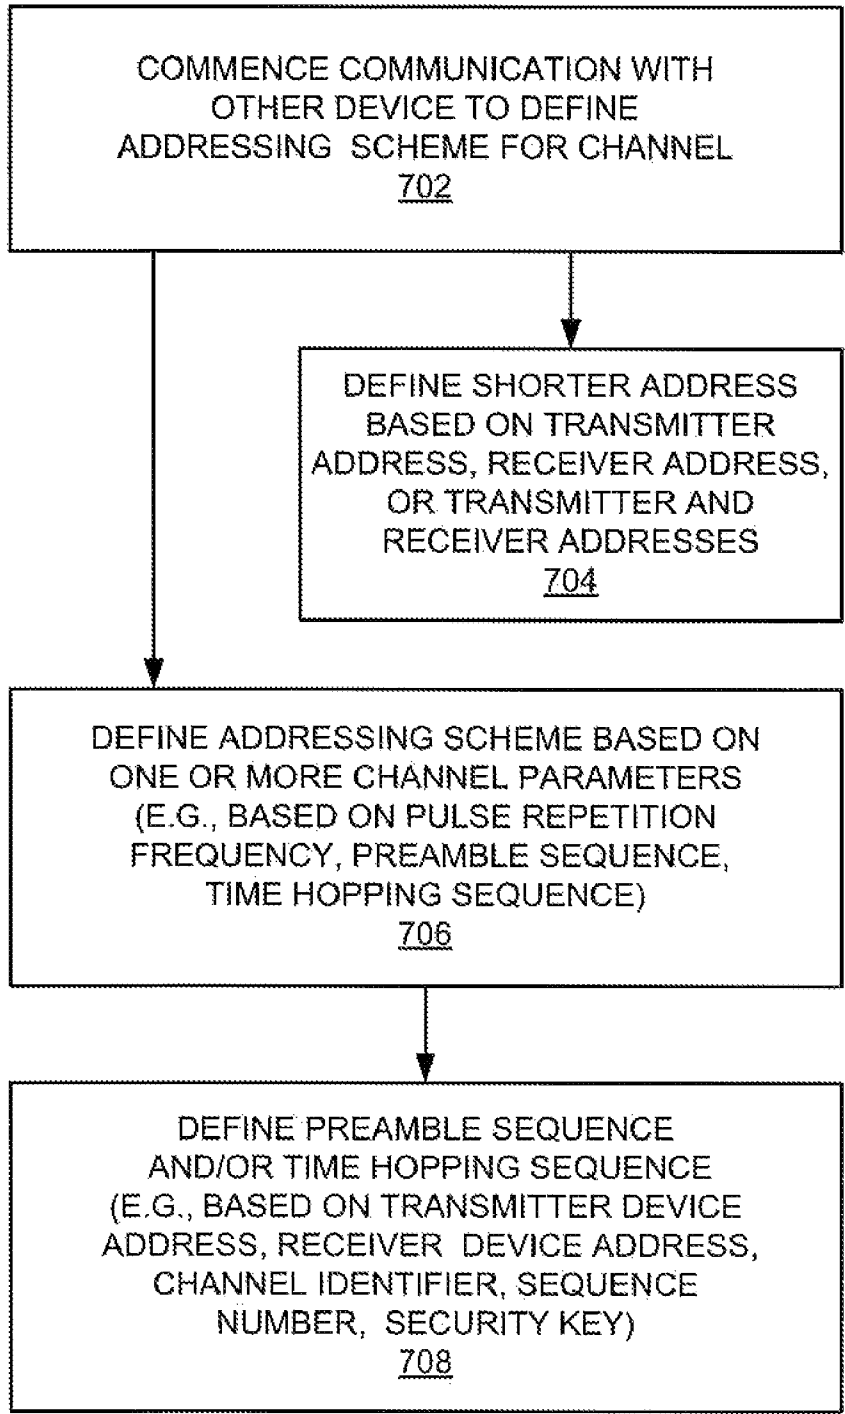 COMMENCE COMMUNICATION WITH
OTHER DEVICE TO DEFINE
ADDRESSING SCHEME FOR CHANNEL
702
DEFINE SHORTER ADDRESS
BASED ON TRANSMITTER
ADDRESS, RECEIVER ADDRESS,
OR TRANSMITTER AND
RECEIVER ADDRESSES
704
DEFINE ADDRESSING SCHEME BASED ON
ONE OR MORE CHANNEL PARAMETERS
(E.G., BASED ON PULSE REPETITION
FREQUENCY, PREAMBLE SEQUENCE,
TIME HOPPING SEQUENCE)
706
DEFINE PREAMBLE SEQUENCE
AND/OR TIME HOPPING SEQUENCE
(E.G., BASED ON TRANSMITTER DEVICE
ADDRESS, RECEIVER DEVICE ADDRESS,
CHANNEL IDENTIFIER, SEQUENCE
NUMBER, SECURITY KEY)
708